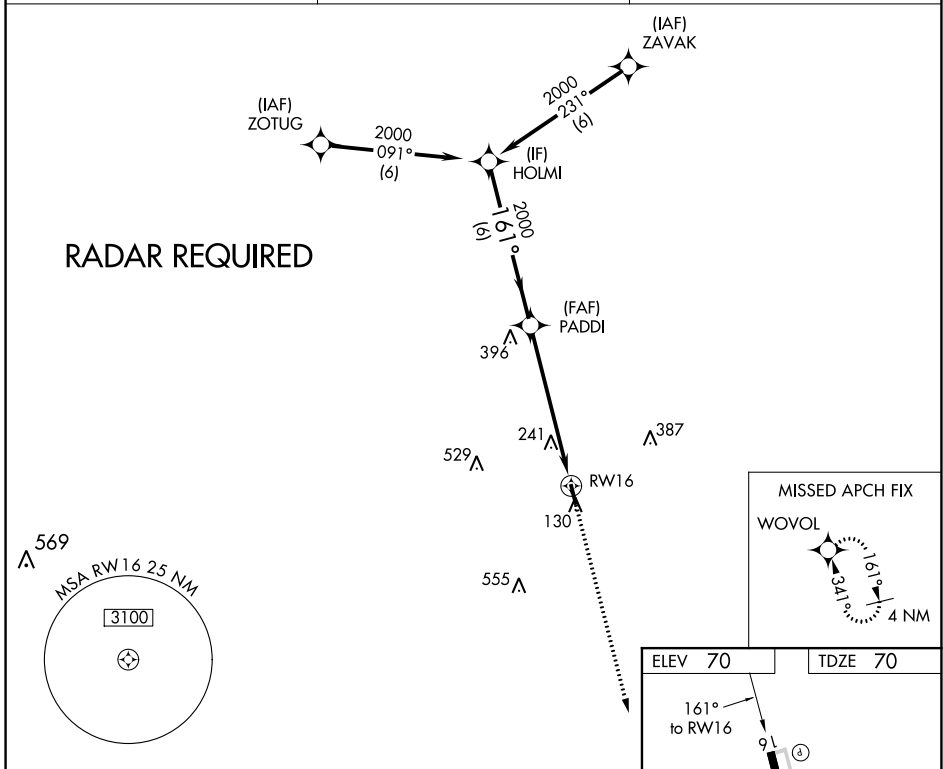 (IAF)
ZAVAK
2000
231°
(6)
(IAF)
ZOTUG
2000
091°
(6)
(IF)
HOLMI
2000
161°
(6)
RADAR REQUIRED
(FAF)
PADDI
396
241
387
529
RW16
130
555
569
MSA RW16 25 NM
3100
MISSED APCH FIX
WOVOL
161°
341°
4 NM
ELEV 70
TDZE 70
161°
to RW16
16
P